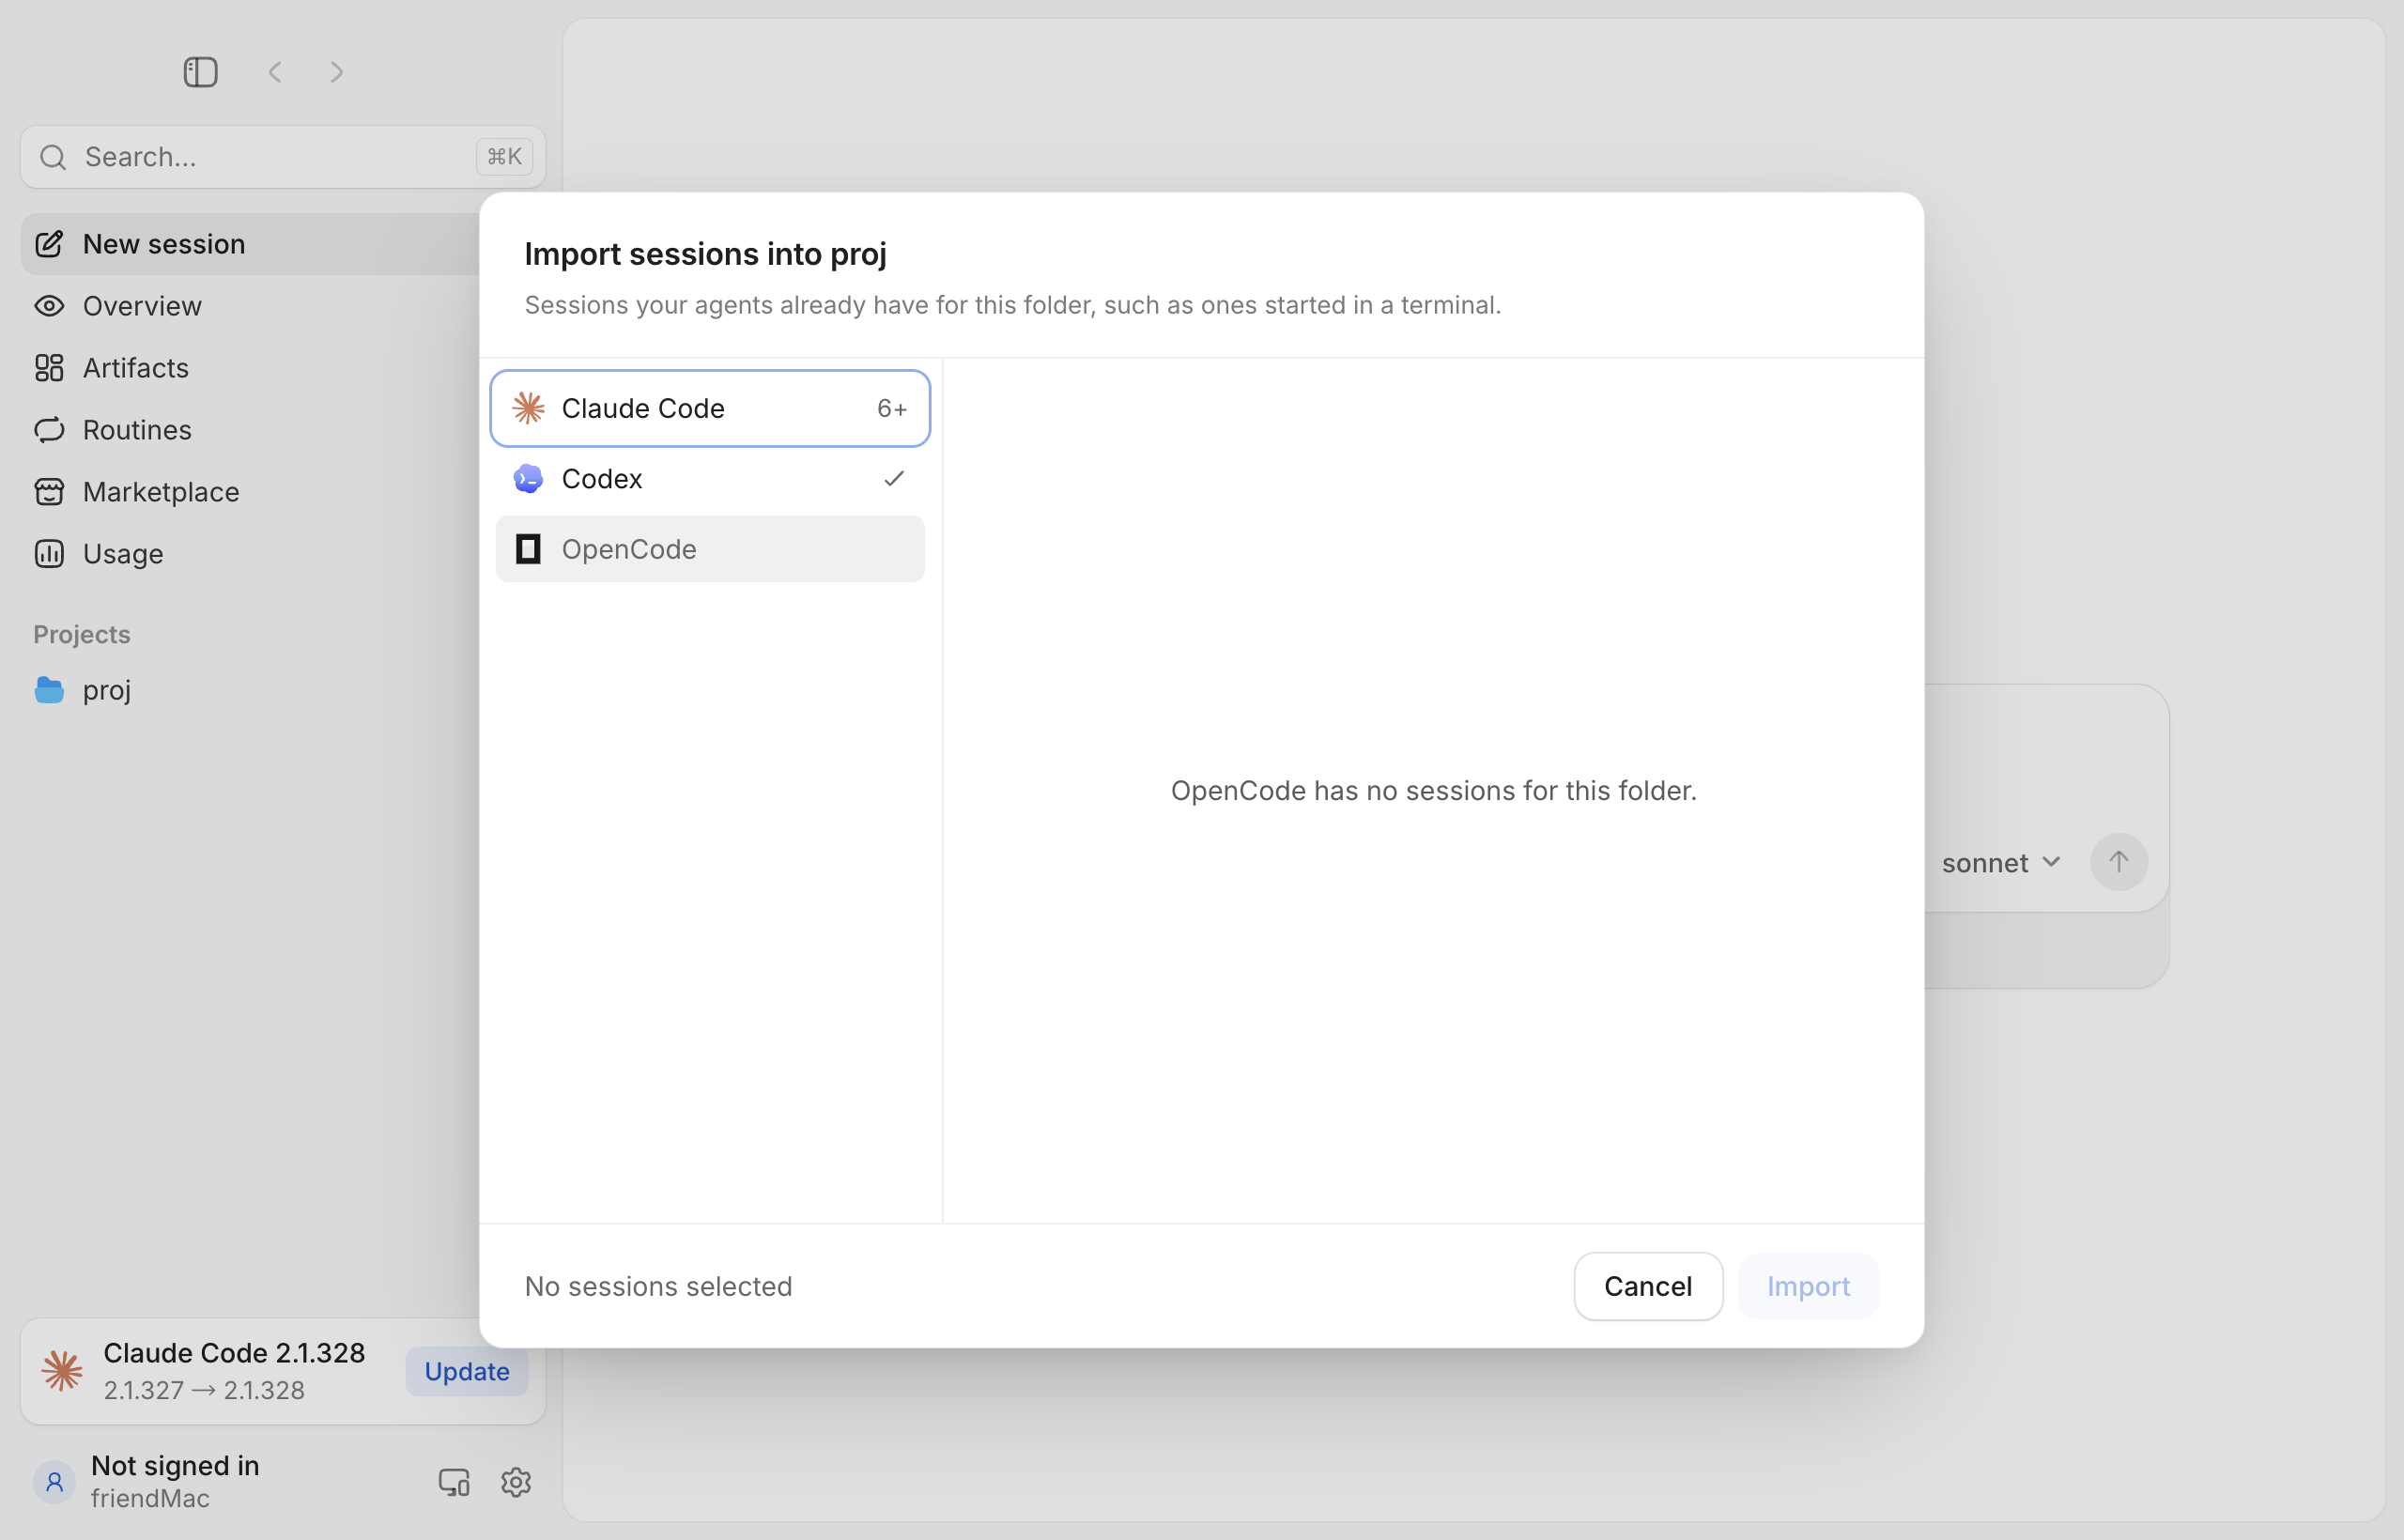 Search...
⌘K
New session
Overview
Artifacts
Routines
Marketplace
Usage
Projects
proj
Import sessions into proj
Sessions your agents already have for this folder, such as ones started in a terminal.
Claude Code
6+
Codex
OpenCode
OpenCode has no sessions for this folder.
sonnet
No sessions selected
Cancel
Import
Claude Code 2.1.328
2.1.327 → 2.1.328
Update
Not signed in
friendMac